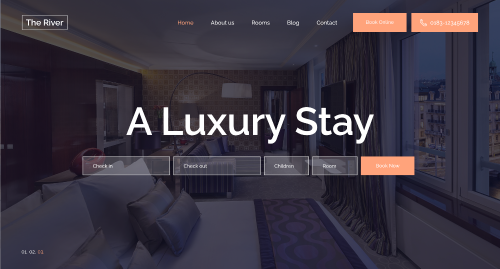 The River
Home About us Rooms Blog Contact Book Online 0983-12345678
A Luxury Stay
Check in Check out Children Room Book Now
01. 02. 03.